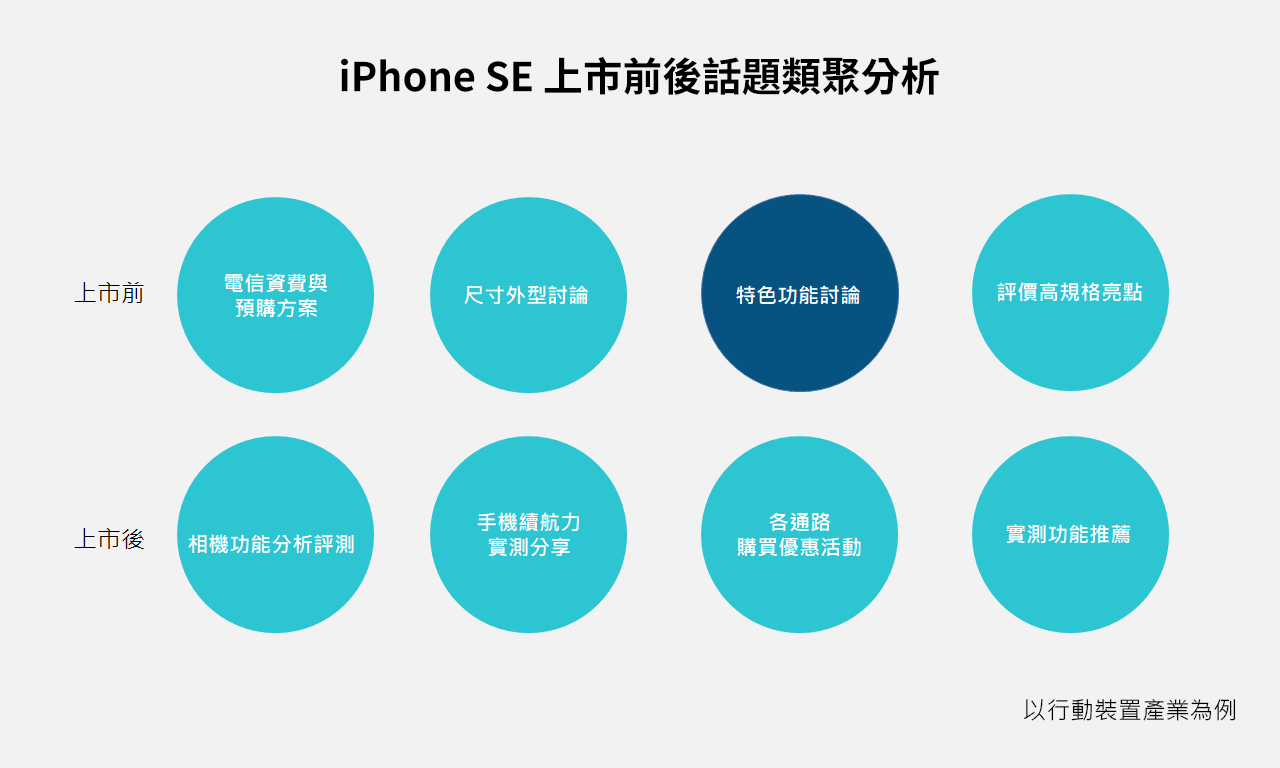 iPhone SE 上市前後話題類聚分析
上市前
電信資費與
預購方案
尺寸外型討論
特色功能討論
評價高規格亮點
上市後
相機功能分析評測
手機續航力
實測分享
各通路
購買優惠活動
實測功能推薦
以行動裝置產業為例